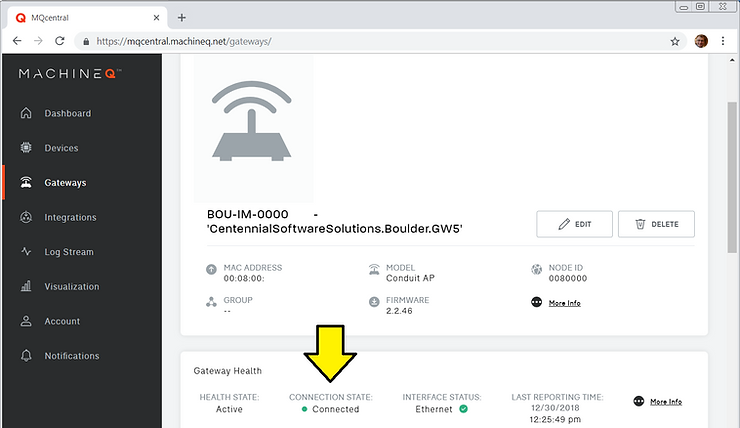 MQcentral
https://mqcentral.machineq.net/gateways/
MACHINEQ™
Dashboard
Devices
Gateways
Integrations
Log Stream
Visualization
Account
Notifications
BOU-IM-0000 -
'CentennialSoftwareSolutions.Boulder.GW5'
EDIT
DELETE
MAC ADDRESS
00:08:00:
MODEL
Conduit AP
NODE ID
0080000
GROUP
--
FIRMWARE
2.2.46
More Info
Gateway Health
HEALTH STATE:
Active
CONNECTION STATE:
Connected
INTERFACE STATUS:
Ethernet
LAST REPORTING TIME:
12/30/2018
12:25:49 pm
More Info